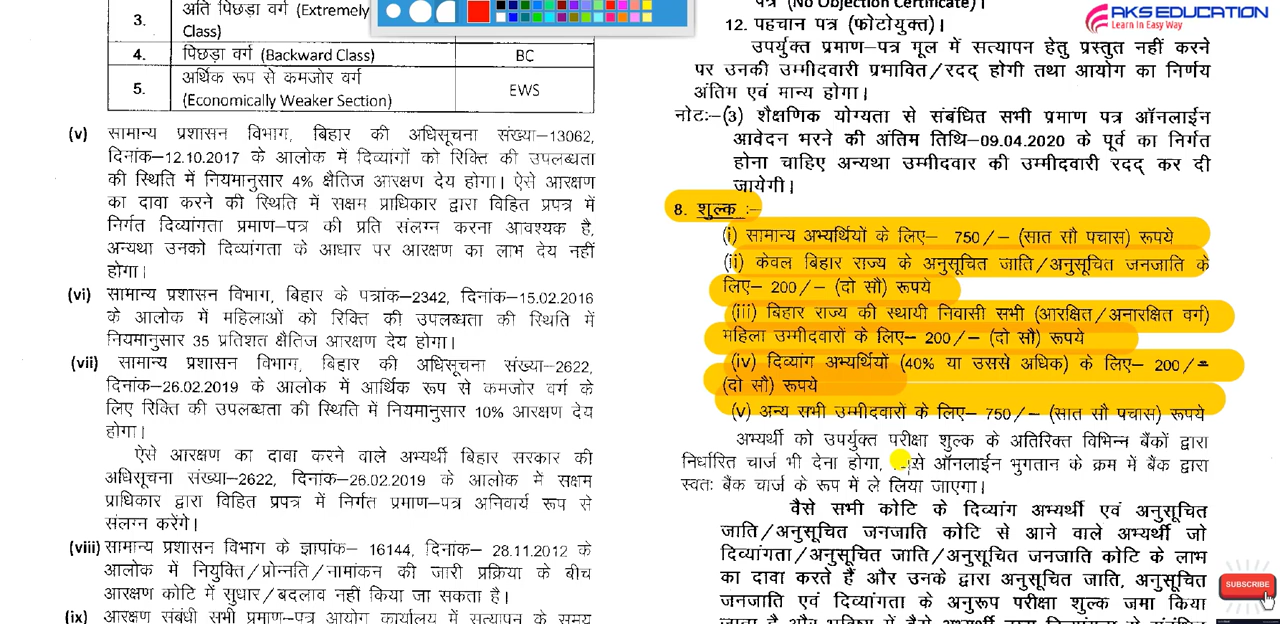 3.
अति पिछड़ा वर्ग (Extremely
Class)
4.
पिछड़ा वर्ग (Backward Class)
BC
5.
आर्थिक रूप से कमजोर वर्ग
(Economically Weaker Section)
EWS
(v) सामान्य प्रशासन विभाग, बिहार की अधिसूचना संख्या–13062,
दिनांक–12.10.2017 के आलोक में दिव्यांगों को रिक्ति की उपलब्धता
की स्थिति में नियमानुसार 4% क्षैतिज आरक्षण देय होगा। ऐसे आरक्षण
का दावा करने की स्थिति में सक्षम प्राधिकार द्वारा विहित प्रपत्र में
निर्गत दिव्यांगता प्रमाण–पत्र की प्रति संलग्न करना आवश्यक है,
अन्यथा उनको दिव्यांगता के आधार पर आरक्षण का लाभ देय नहीं
होगा।
(vi) सामान्य प्रशासन विभाग, बिहार के पत्रांक–2342, दिनांक–15.02.2016
के आलोक में महिलाओं को रिक्ति की उपलब्धता की स्थिति में
नियमानुसार 35 प्रतिशत क्षैतिज आरक्षण देय होगा।
(vii) सामान्य प्रशासन विभाग, बिहार की अधिसूचना संख्या–2622,
दिनांक–26.02.2019 के आलोक में आर्थिक रूप से कमजोर वर्ग के
लिए रिक्ति की उपलब्धता की स्थिति में नियमानुसार 10% आरक्षण देय
होगा।
ऐसे आरक्षण का दावा करने वाले अभ्यर्थी बिहार सरकार की
अधिसूचना संख्या–2622, दिनांक–26.02.2019 के आलोक में सक्षम
प्राधिकार द्वारा विहित प्रपत्र में निर्गत प्रमाण–पत्र अनिवार्य रूप से
संलग्न करेंगे।
(viii) सामान्य प्रशासन विभाग के ज्ञापांक– 16144, दिनांक– 28.11.2012 के
आलोक में नियुक्ति/प्रोन्नति/नामांकन की जारी प्रक्रिया के बीच
आरक्षण कोटि में सुधार/बदलाव नहीं किया जा सकता है।
(ix) आरक्षण संबंधी सभी प्रमाण–पत्र आयोग कार्यालय में सत्यापन के समय
पत्र (No Objection Certificate)।
12. पहचान पत्र (फोटोयुक्त)।
उपर्युक्त प्रमाण–पत्र मूल में सत्यापन हेतु प्रस्तुत नहीं करने
पर उनकी उम्मीदवारी प्रभावित/रदद् होगी तथा आयोग का निर्णय
अंतिम एवं मान्य होगा।
नोटः–(3) शैक्षणिक योग्यता से संबंधित सभी प्रमाण पत्र ऑनलाईन
आवेदन भरने की अंतिम तिथि–09.04.2020 के पूर्व का निर्गत
होना चाहिए अन्यथा उम्मीदवार की उम्मीदवारी रदद् कर दी
जायेगी।
8. शुल्क :–
(i) सामान्य अभ्यर्थियों के लिए– 750/– (सात सौ पचास) रूपये
(ii) केवल बिहार राज्य के अनुसूचित जाति/अनुसूचित जनजाति के
लिए– 200/– (दो सौ) रूपये
(iii) बिहार राज्य की स्थायी निवासी सभी (आरक्षित/अनारक्षित वर्ग)
महिला उम्मीदवारों के लिए– 200/– (दो सौ) रूपये
(iv) दिव्यांग अभ्यर्थियों (40% या उससे अधिक) के लिए– 200/–
(दो सौ) रूपये
(v) अन्य सभी उम्मीदवारों के लिए– 750/– (सात सौ पचास) रूपये
अभ्यर्थी को उपर्युक्त परीक्षा शुल्क के अतिरिक्त विभिन्न बैंकों द्वारा
निर्धारित चार्ज भी देना होगा, ऑनलाईन भुगतान के क्रम में बैंक द्वारा
स्वतः बैंक चार्ज के रूप में ले लिया जाएगा।
वैसे सभी कोटि के दिव्यांग अभ्यर्थी एवं अनुसूचित
जाति/अनुसूचित जनजाति कोटि से आने वाले अभ्यर्थी जो
दिव्यांगता/अनुसूचित जाति/अनुसूचित जनजाति कोटि के लाभ
का दावा करते हैं और उनके द्वारा अनुसूचित जाति, अनुसूचित
जनजाति एवं दिव्यांगता के अनुरूप परीक्षा शुल्क जमा किया
AKS EDUCATION
Learn in Easy Way
SUBSCRIBE